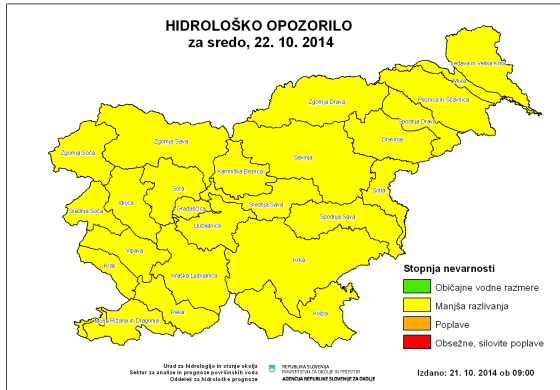 HIDROLOŠKO OPOZORILO
za sredo, 22. 10. 2014
Ledava in Velika Krka
Mura
Zgornja Drava
Pesnica in Ščavnica
Spodnja Drava
Dravinja
Zgornja Sava
Zgornja Soča
Savinja
Kamniška Bistrica
Sora
Sotla
Idrijca
Srednja Sava
Gradaščica
Srednja Soča
Spodnja Sava
Ljubljanica
Vipava
Krka
Kras
Kraška Ljubljanica
Reka
Kolpa
Rižana in Dragonja
Stopnja nevarnosti
Običajne vodne razmere
Manjša razlivanja
Poplave
Obsežne, silovite poplave
Urad za hidrologijo in stanje okolja
Sektor za analize in prognoze površinskih voda
Oddelek za hidrološke prognoze
REPUBLIKA SLOVENIJA
MINISTRSTVO ZA OKOLJE IN PROSTOR
AGENCIJA REPUBLIKE SLOVENIJE ZA OKOLJE
Izdano: 21. 10. 2014 ob 09:00